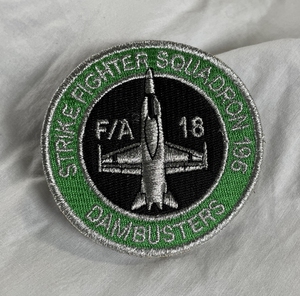 STRIKE FIGHTER SQUADRON 195
F/A 18
DAMBUSTERS